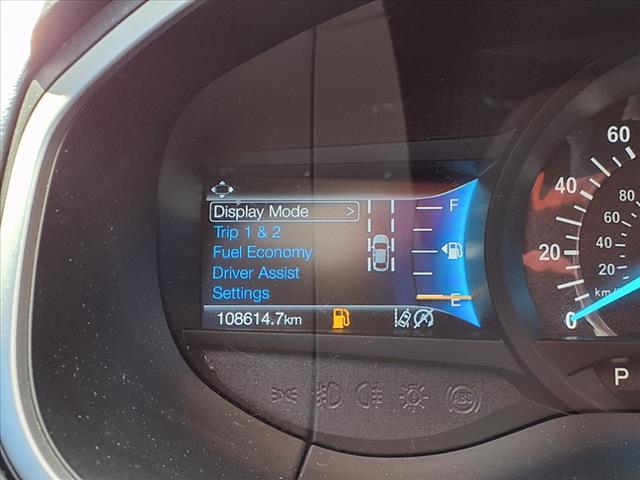 Display Mode >
Trip 1 & 2
Fuel Economy
Driver Assist
Settings
108614.7km
F
E
60
40
20
0
80
60
40
20
km/
P
ABS